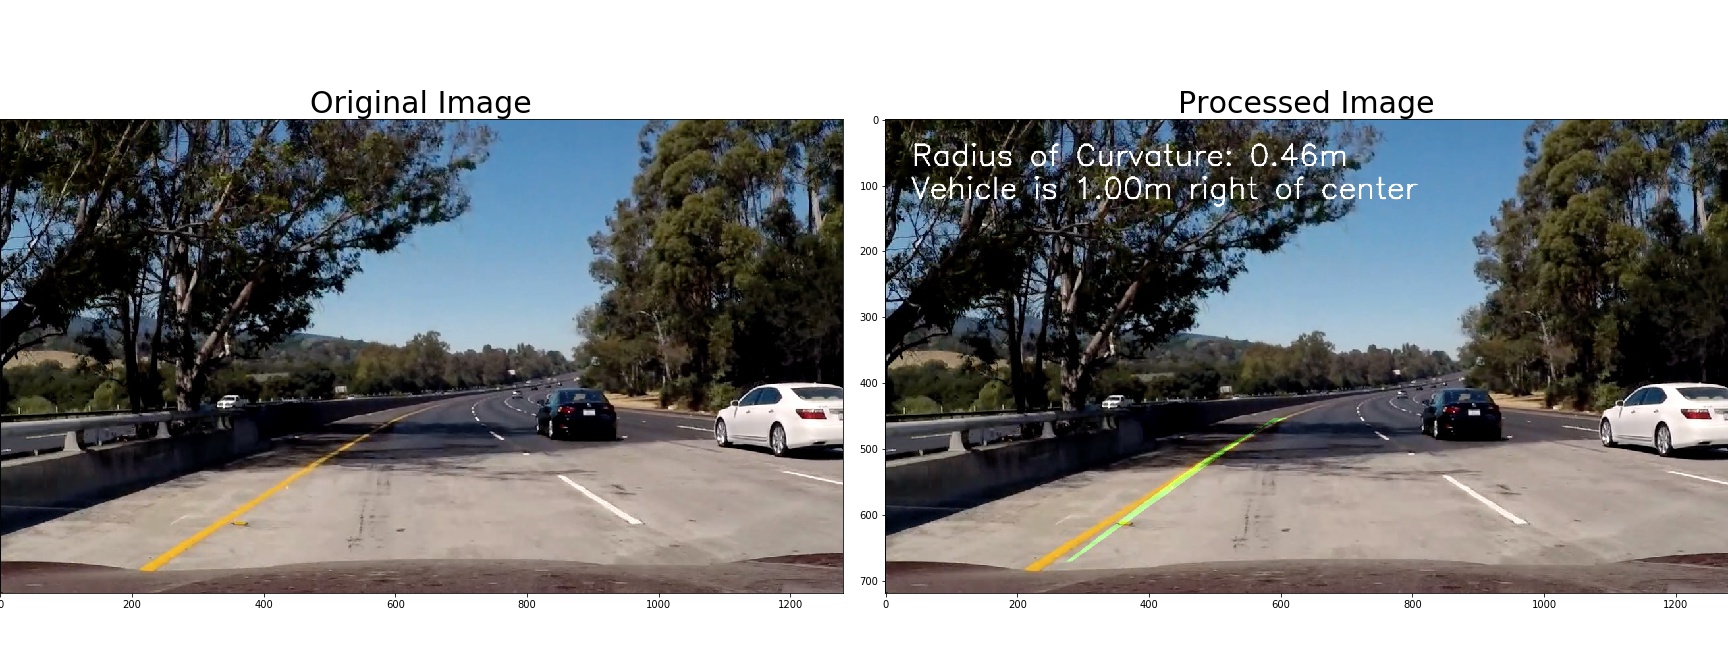 Original Image
Processed Image
Radius of Curvature: 0.46m
Vehicle is 1.00m right of center
0
100
200
300
400
500
600
700
0 200 400 600 800 1000 1200
0 200 400 600 800 1000 1200